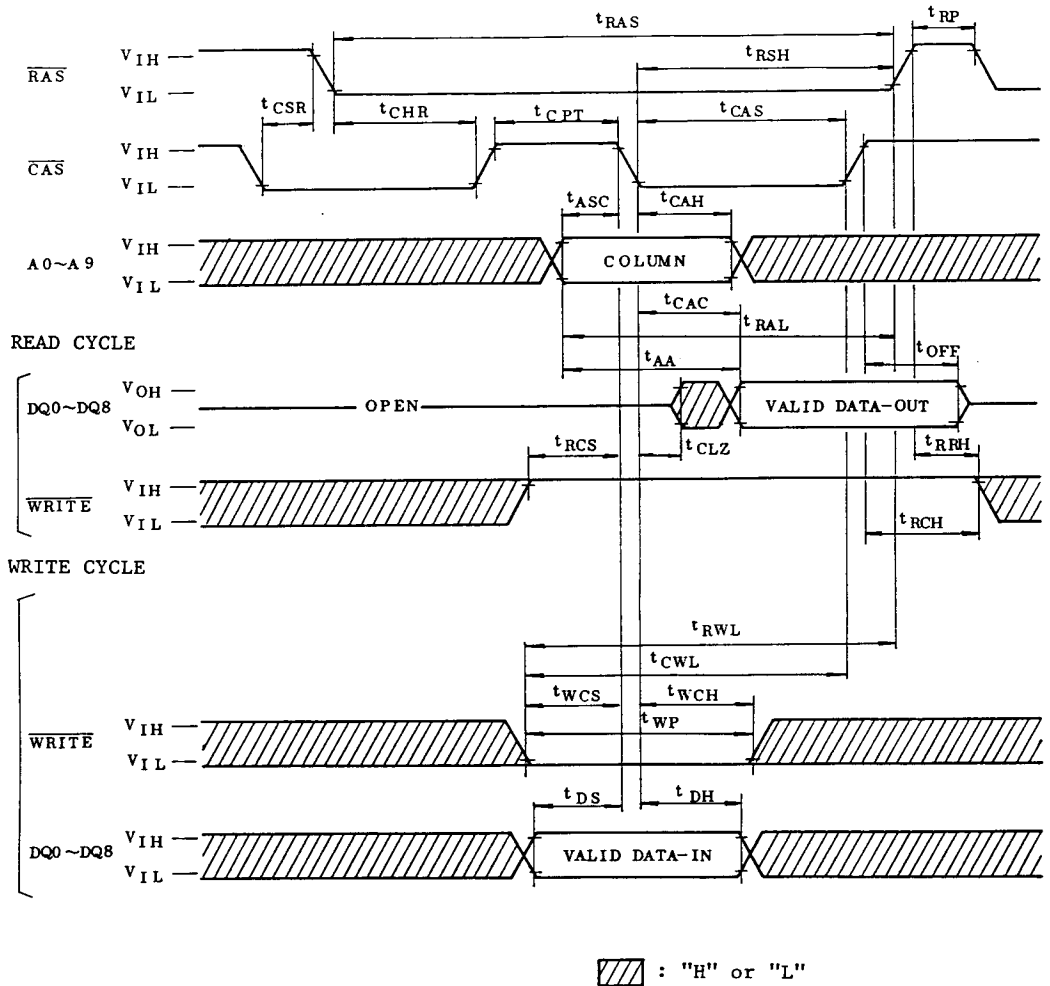 tRAS
tRP
RAS
VIH
VIL
tRSH
tCSR
tCHR
tCPT
tCAS
CAS
VIH
VIL
tASC
tCAH
A0~A9
VIH
VIL
COLUMN
tCAC
tRAL
READ CYCLE
tAA
tOFF
DQ0~DQ8
VOH
VOL
OPEN
VALID DATA-OUT
tRCS
tCLZ
tRRH
WRITE
VIH
VIL
tRCH
WRITE CYCLE
tRWL
tCWL
tWCS
tWCH
tWP
WRITE
VIH
VIL
tDS
tDH
DQ0~DQ8
VIH
VIL
VALID DATA-IN
: "H" or "L"